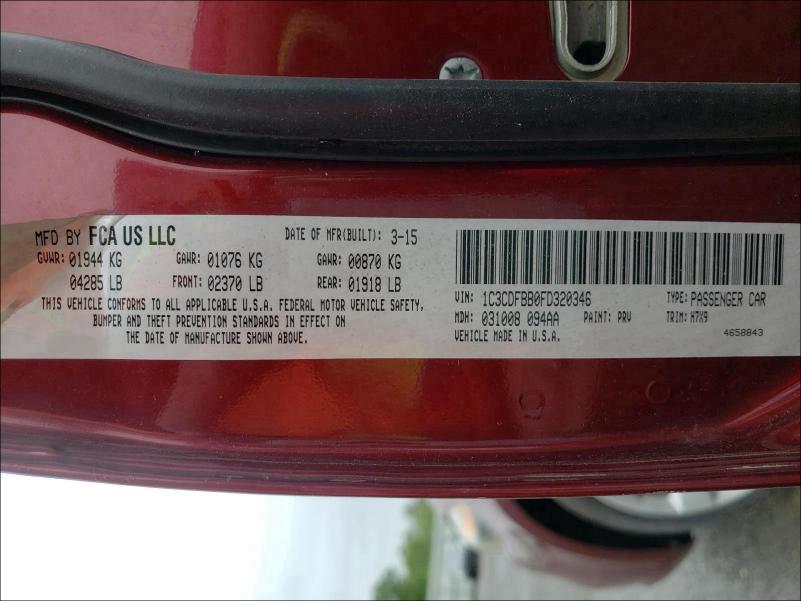 MFD BY FCA US LLC DATE OF MFR(BUILT): 3-15
GVWR: 01944 KG GAWR: 01076 KG GAWR: 00870 KG
04285 LB FRONT: 02370 LB REAR: 01918 LB
THIS VEHICLE CONFORMS TO ALL APPLICABLE U.S.A. FEDERAL MOTOR VEHICLE SAFETY,
BUMPER AND THEFT PREVENTION STANDARDS IN EFFECT ON
THE DATE OF MANUFACTURE SHOWN ABOVE.
VIN: 1C3CDFBB0FD320346 TYPE: PASSENGER CAR
MDH: 031008 094AA PAINT: PRV TRIM: H7X9
VEHICLE MADE IN U.S.A. 4658843